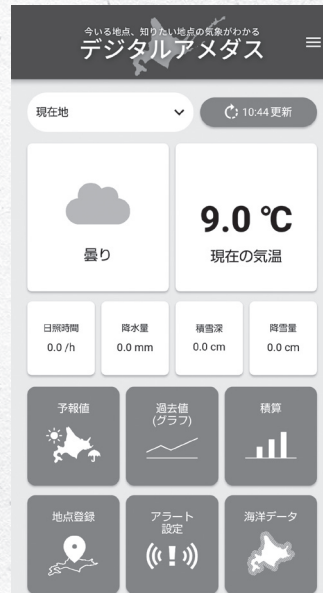 今いる地点、知りたい地点の気象がわかる
デジタルアメダス
現在地
10:44 更新
曇り
9.0 ℃
現在の気温
日照時間
0.0 /h
降水量
0.0 mm
積雪深
0.0 cm
降雪量
0.0 cm
予報値
過去値
(グラフ)
積算
地点登録
アラート
設定
海洋データ